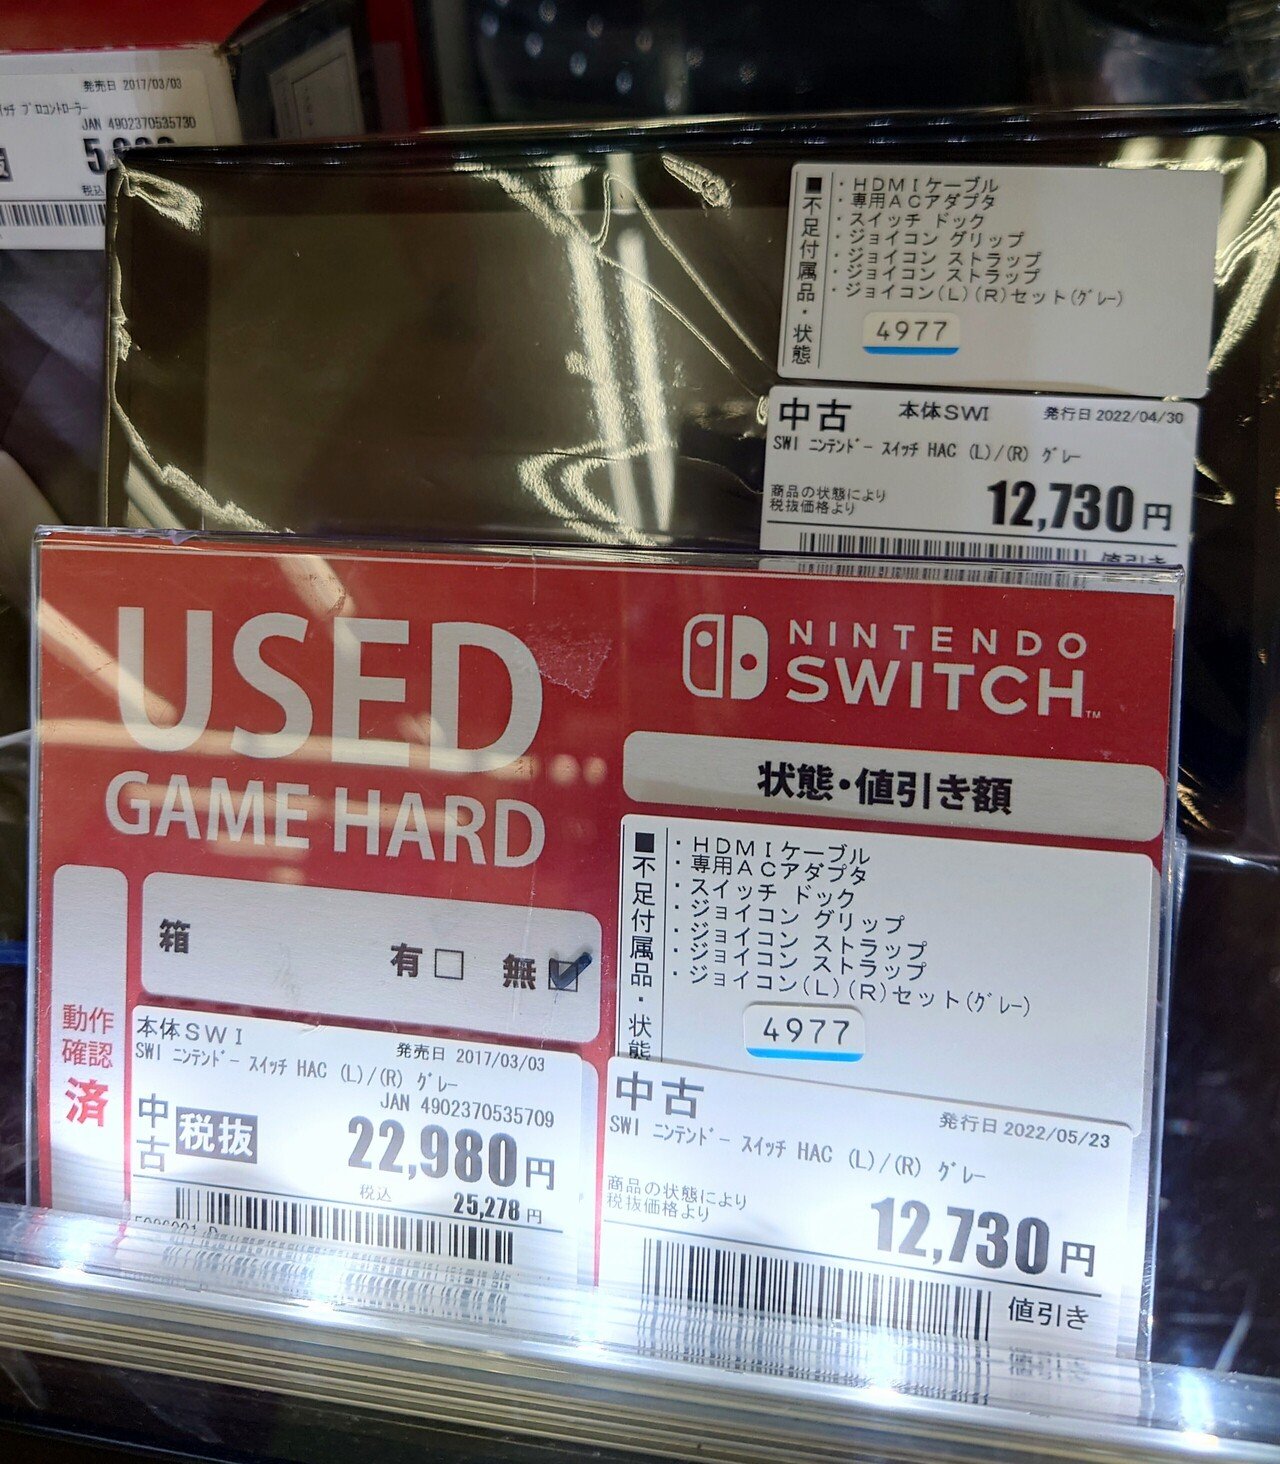 発売日 2017/03/03
イッチ プロコントローラー
JAN 4902370535730
税込
■不足付属品・状態
・HDMIケーブル
・専用ACアダプタ
・スイッチ ドック
・ジョイコン グリップ
・ジョイコン ストラップ
・ジョイコン ストラップ
・ジョイコン(L)(R)セット(グレー)
4977
中古 本体SWI 発行日 2022/04/30
SWI ニンテンドー スイッチ HAC (L)/(R) グレー
商品の状態により
税抜価格より
12,730円
値引き
USED
GAME HARD
NINTENDO
SWITCH™
状態・値引き額
箱 有□ 無☑
動作
確認
済
■不足付属品・状態
・HDMIケーブル
・専用ACアダプタ
・スイッチ ドック
・ジョイコン グリップ
・ジョイコン ストラップ
・ジョイコン ストラップ
・ジョイコン(L)(R)セット(グレー)
4977
本体SWI
発売日 2017/03/03
SWI ニンテンドー スイッチ HAC (L)/(R) グレー
JAN 4902370535709
中古 税抜 22,980円
税込 25,278円
中古
発行日 2022/05/23
SWI ニンテンドー スイッチ HAC (L)/(R) グレー
商品の状態により
税抜価格より
12,730円
値引き